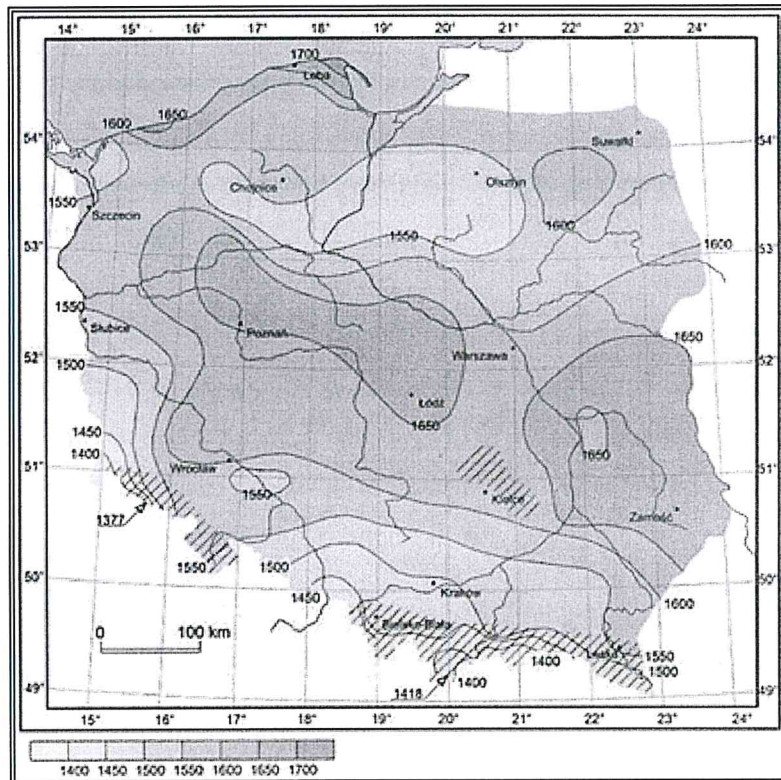 14° 15° 16° 17° 18° 19° 20° 21° 22° 23° 24°
1700
Łeba
1650
1600
54° 54°
Suwałki
Chojnice
Olsztyn
1550
Szczecin
1600
53° 1550 53°
1600
1550
Słubice
Poznań
1650
Warszawa
52° 52°
1500
Łódź
1650
1450
1650
1400
51° 51°
Wrocław
1550
Kielce
Zamość
1377
1550
1500
50° 50°
1450
Kraków
1600
0 100 km
Bielsko-Biała
1400
Lesko
1550
1500
1400
49° 49°
1418
15° 16° 17° 18° 19° 20° 21° 22° 23° 24°
1400 1450 1500 1550 1600 1650 1700